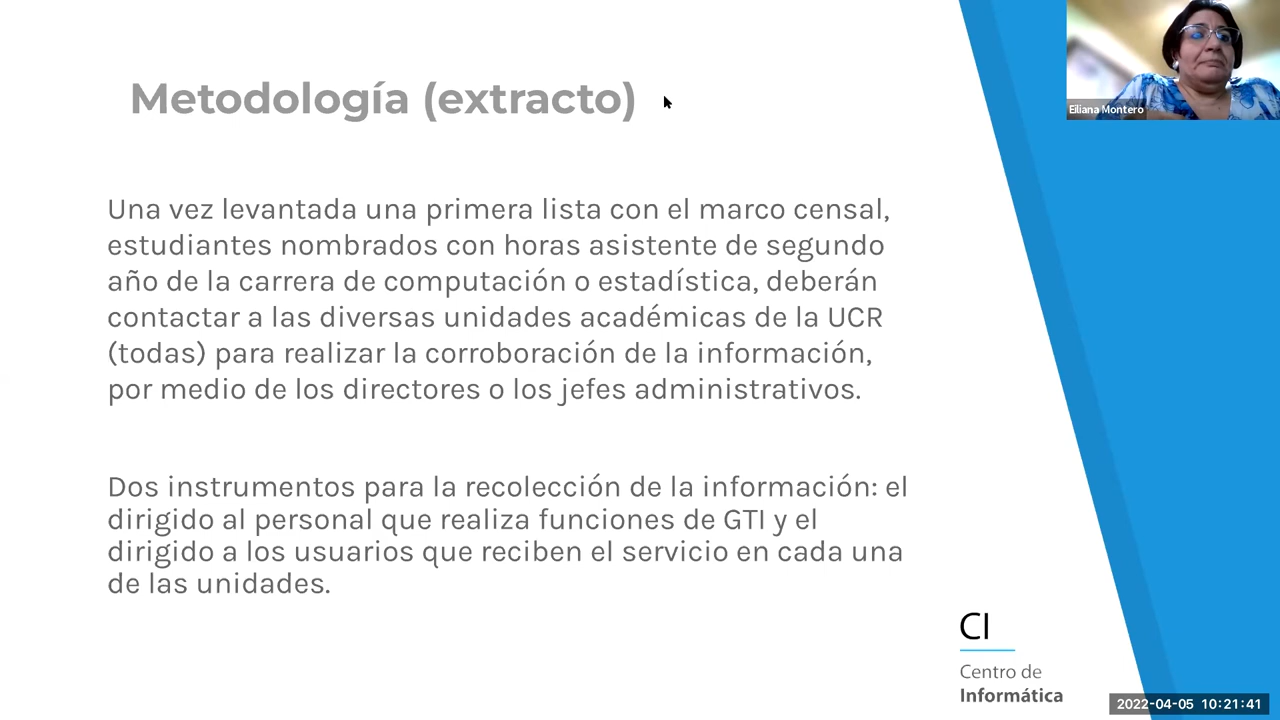 Metodología (extracto)
Eiliana Montero
Una vez levantada una primera lista con el marco censal,
estudiantes nombrados con horas asistente de segundo
año de la carrera de computación o estadística, deberán
contactar a las diversas unidades académicas de la UCR
(todas) para realizar la corroboración de la información,
por medio de los directores o los jefes administrativos.
Dos instrumentos para la recolección de la información: el
dirigido al personal que realiza funciones de GTI y el
dirigido a los usuarios que reciben el servicio en cada una
de las unidades.
CI
Centro de
Informática
2022-04-05 10:21:41